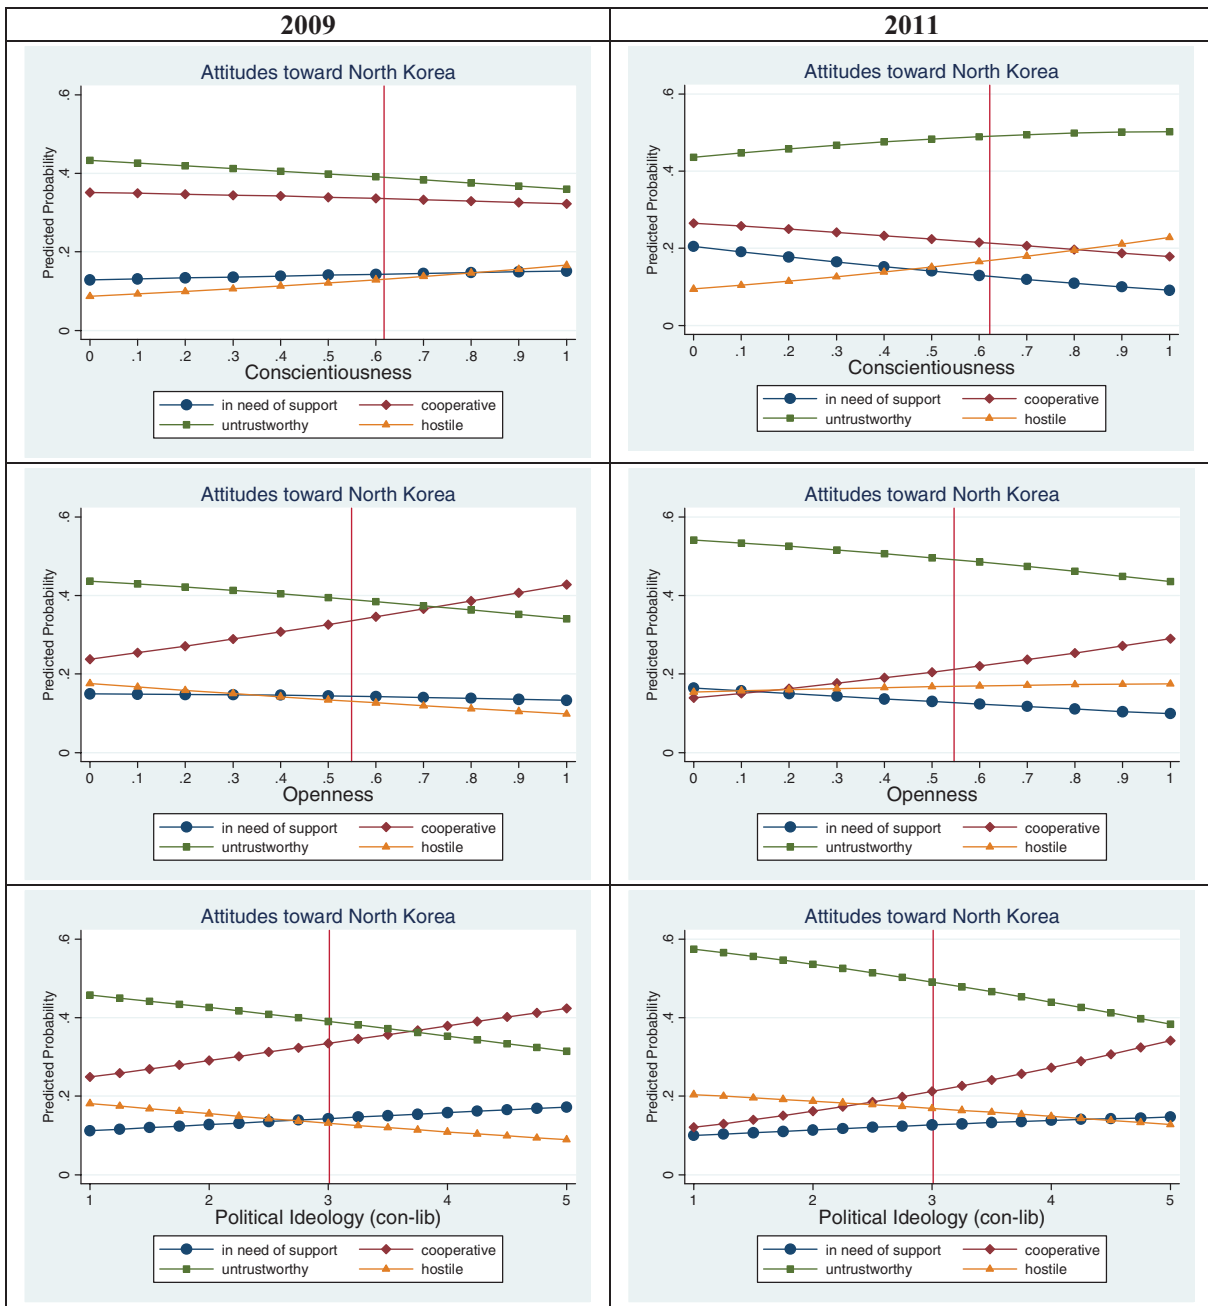 2009
2011
Attitudes toward North Korea
Predicted Probability
.6
.4
.2
0
0 .1 .2 .3 .4 .5 .6 .7 .8 .9 1
Conscientiousness
in need of support cooperative
untrustworthy hostile
Attitudes toward North Korea
Predicted Probability
.6
.4
.2
0
0 .1 .2 .3 .4 .5 .6 .7 .8 .9 1
Conscientiousness
in need of support cooperative
untrustworthy hostile
Attitudes toward North Korea
Predicted Probability
.6
.4
.2
0
0 .1 .2 .3 .4 .5 .6 .7 .8 .9 1
Openness
in need of support cooperative
untrustworthy hostile
Attitudes toward North Korea
Predicted Probability
.6
.4
.2
0
0 .1 .2 .3 .4 .5 .6 .7 .8 .9 1
Openness
in need of support cooperative
untrustworthy hostile
Attitudes toward North Korea
Predicted Probability
.6
.4
.2
0
1 2 3 4 5
Political Ideology (con-lib)
in need of support cooperative
untrustworthy hostile
Attitudes toward North Korea
Predicted Probability
.6
.4
.2
0
1 2 3 4 5
Political Ideology (con-lib)
in need of support cooperative
untrustworthy hostile